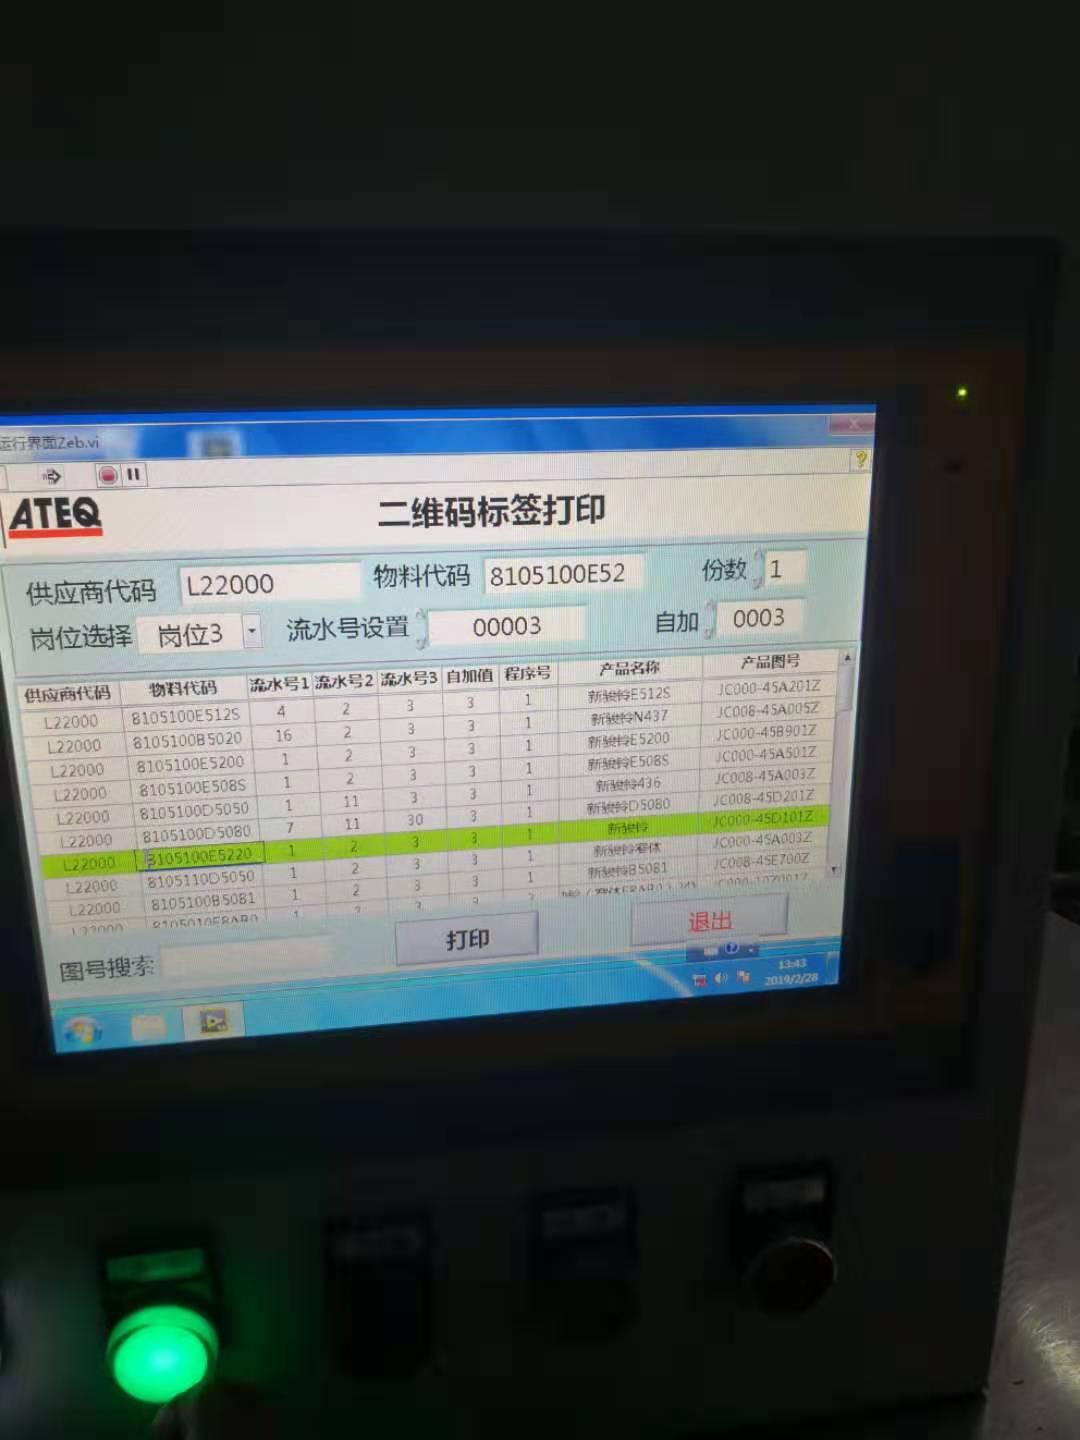 运行界面Zeb.vi
ATEQ
二维码标签打印
供应商代码 L22000 物料代码 8105100E52 份数 1
岗位选择 岗位3 流水号设置 00003 自加 0003
供应商代码 物料代码 流水号1 流水号2 流水号3 自加值 程序号 产品名称 产品图号
L22000 8105100E512S 4 2 3 3 1 新骏铃E512S JC000-45A201Z
L22000 8105100B5020 16 2 3 3 1 新骏铃N437 JC008-45A005Z
L22000 8105100E5200 1 2 3 3 1 新骏铃E5200 JC000-45B901Z
L22000 8105100E508S 1 2 3 3 1 新骏铃E508S JC000-45A501Z
L22000 8105100D5050 1 11 3 3 1 新骏铃436 JC008-45A003Z
L22000 8105100D5080 7 11 30 3 1 新骏铃D5080 JC008-45D201Z
L22000 8105100E5220 1 2 3 3 1 新骏铃 JC000-45D101Z
L22000 8105110D5050 1 2 3 3 1 新骏铃 JC000-45A003Z
L22000 8105100B5081 1 2 3 3 1 新骏铃B5081 JC008-45E700Z
图号搜索 打印 退出
13:43
2019/2/28